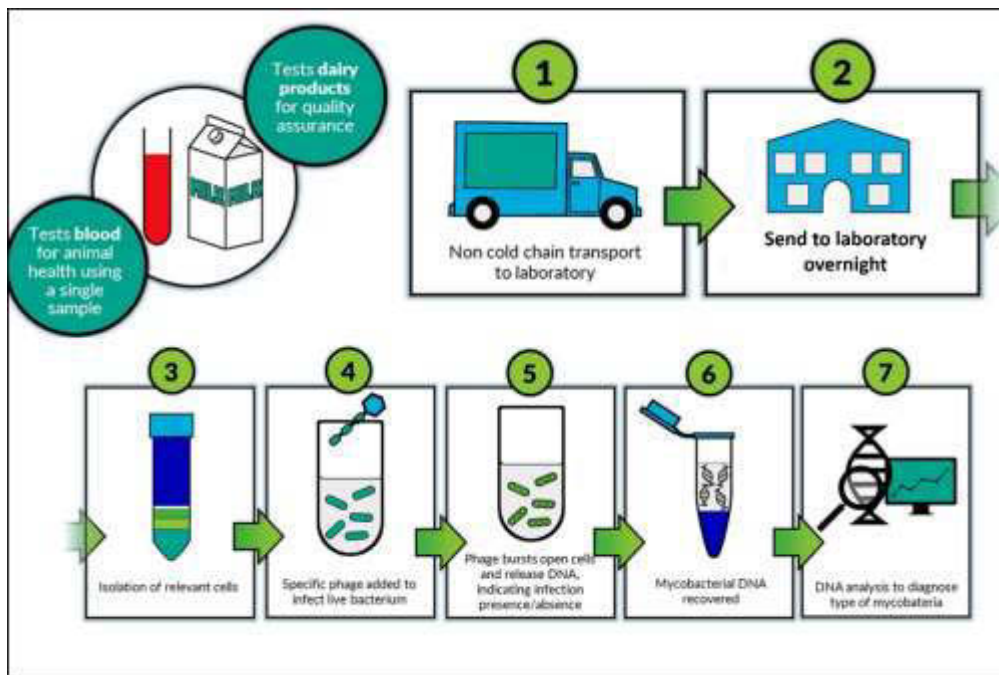 Tests dairy
products
for quality
assurance
MILK MILK
Tests blood
for animal
health using
a single
sample
1
Non cold chain transport
to laboratory
2
Send to laboratory
overnight
3
Isolation of relevant cells
4
Specific phage added to
infect live bacterium
5
Phage bursts open cells
and release DNA,
indicating infection
presence/absence
6
Mycobacterial DNA
recovered
7
DNA analysis to diagnose
type of mycobateria